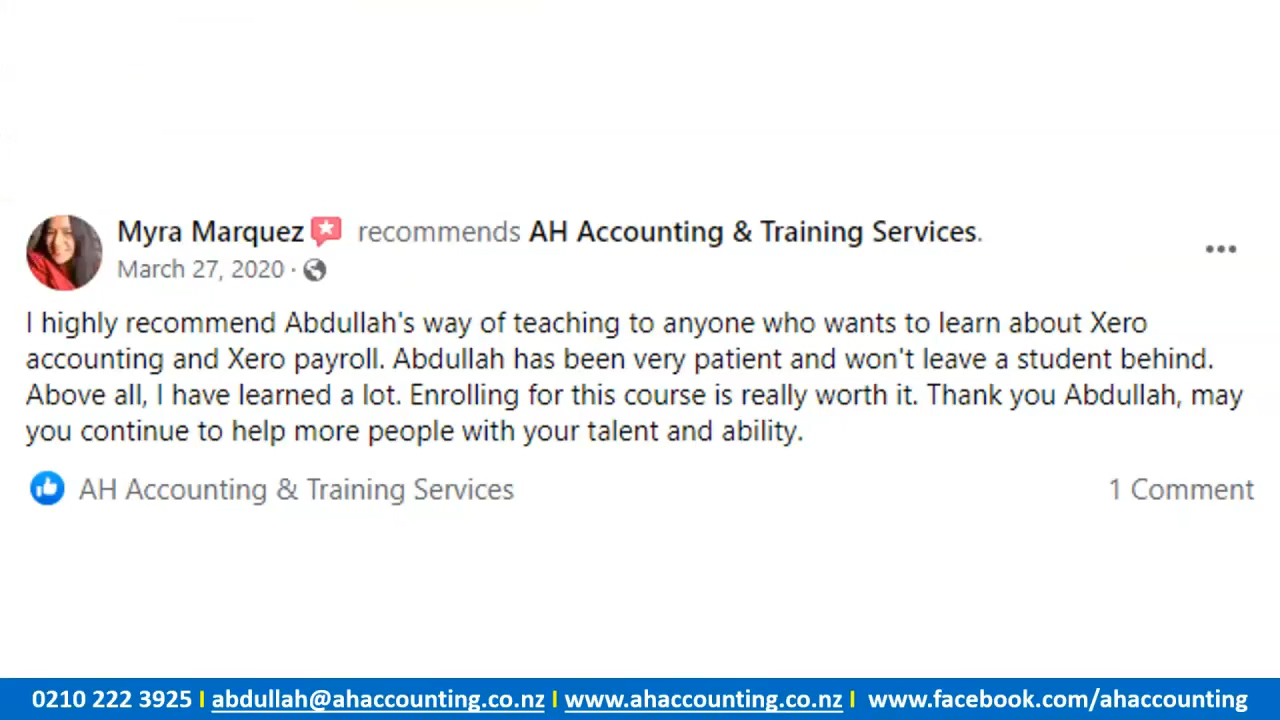 Myra Marquez recommends AH Accounting & Training Services.
March 27, 2020 ·
I highly recommend Abdullah's way of teaching to anyone who wants to learn about Xero
accounting and Xero payroll. Abdullah has been very patient and won't leave a student behind.
Above all, I have learned a lot. Enrolling for this course is really worth it. Thank you Abdullah, may
you continue to help more people with your talent and ability.
AH Accounting & Training Services 1 Comment
0210 222 3925 I abdullah@ahaccounting.co.nz I www.ahaccounting.co.nz I www.facebook.com/ahaccounting